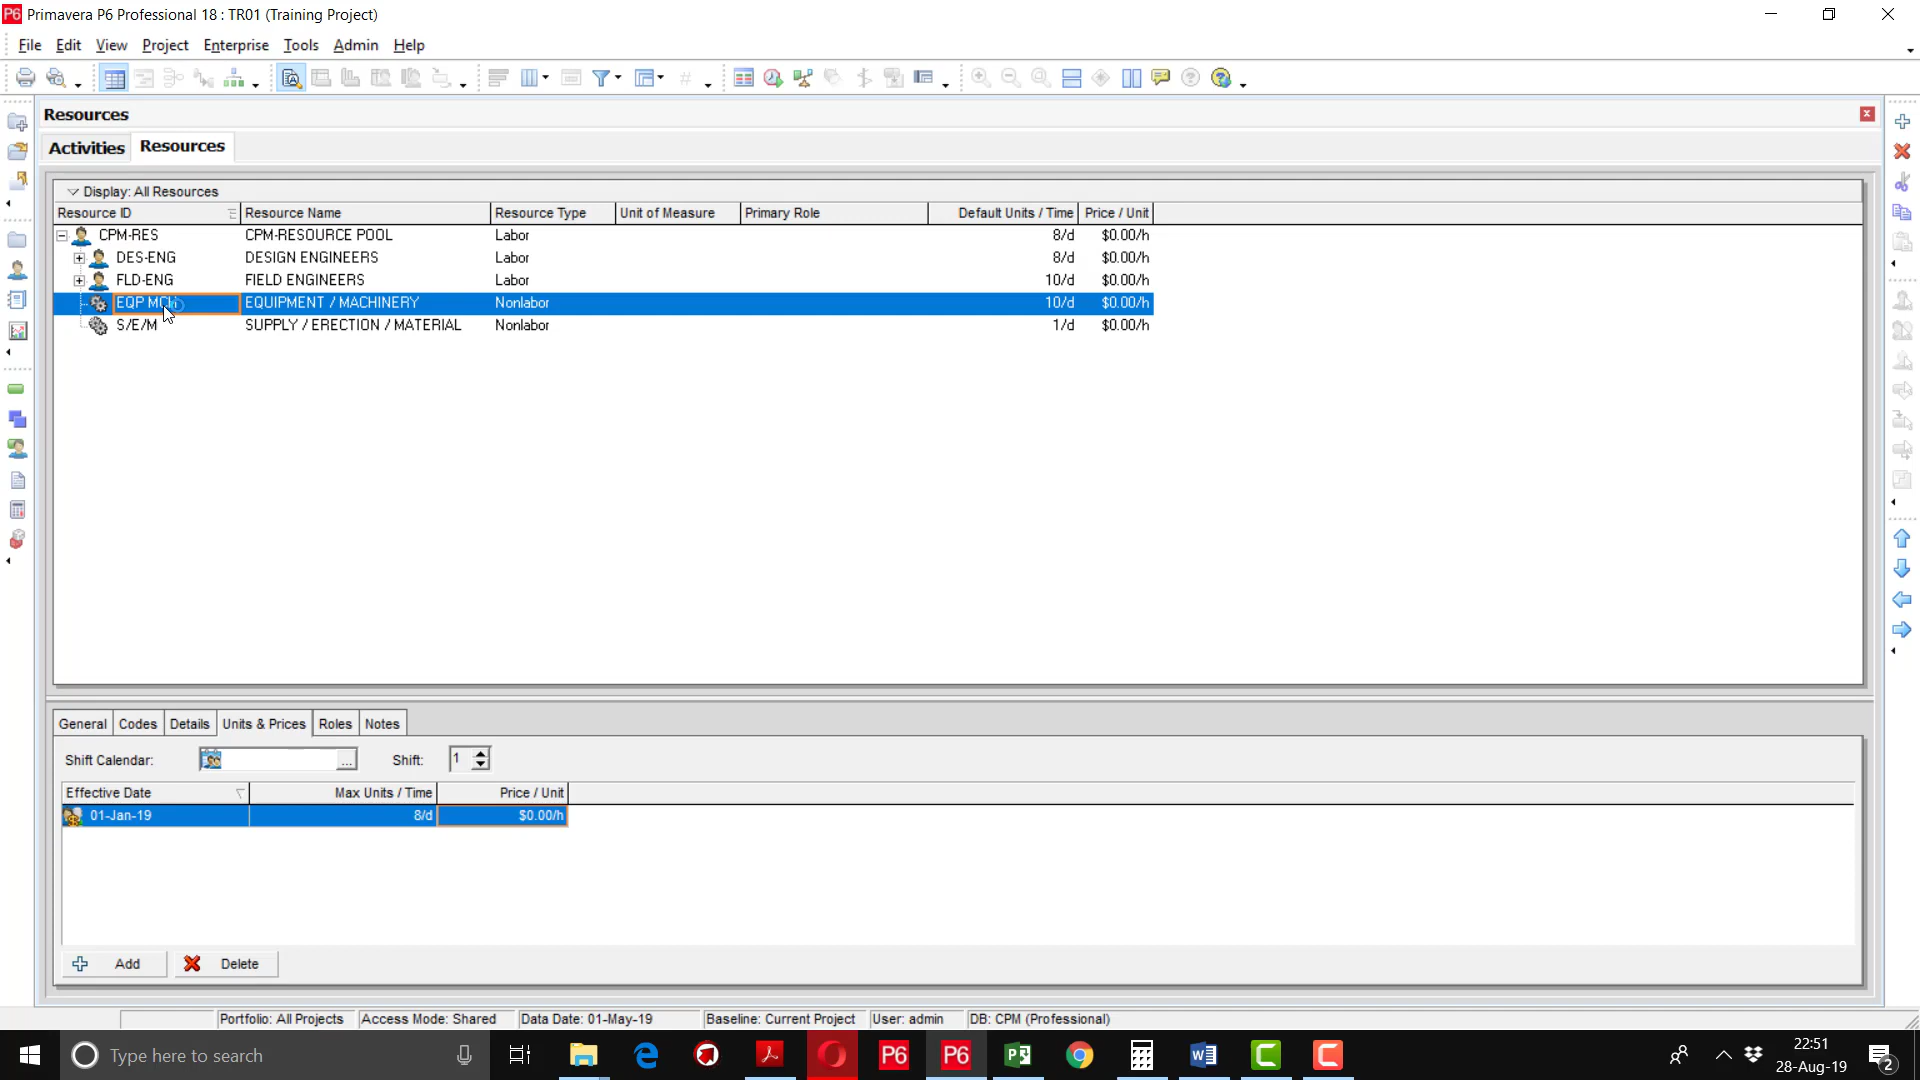 P6 Primavera P6 Professional 18 : TR01 (Training Project)
File Edit View Project Enterprise Tools Admin Help
Resources
Activities Resources
Display: All Resources
Resource ID Resource Name Resource Type Unit of Measure Primary Role Default Units / Time Price / Unit
CPM-RES CPM-RESOURCE POOL Labor 8/d $0.00/h
DES-ENG DESIGN ENGINEERS Labor 8/d $0.00/h
FLD-ENG FIELD ENGINEERS Labor 10/d $0.00/h
EQP MCH EQUIPMENT / MACHINERY Nonlabor 10/d $0.00/h
S/E/M SUPPLY / ERECTION / MATERIAL Nonlabor 1/d $0.00/h
General Codes Details Units & Prices Roles Notes
Shift Calendar: ... Shift: 1
Effective Date Max Units / Time Price / Unit
01-Jan-19 8/d $0.00/h
Add Delete
Portfolio: All Projects Access Mode: Shared Data Date: 01-May-19 Baseline: Current Project User: admin DB: CPM (Professional)
Type here to search P6 P6 22:51
28-Aug-19 2